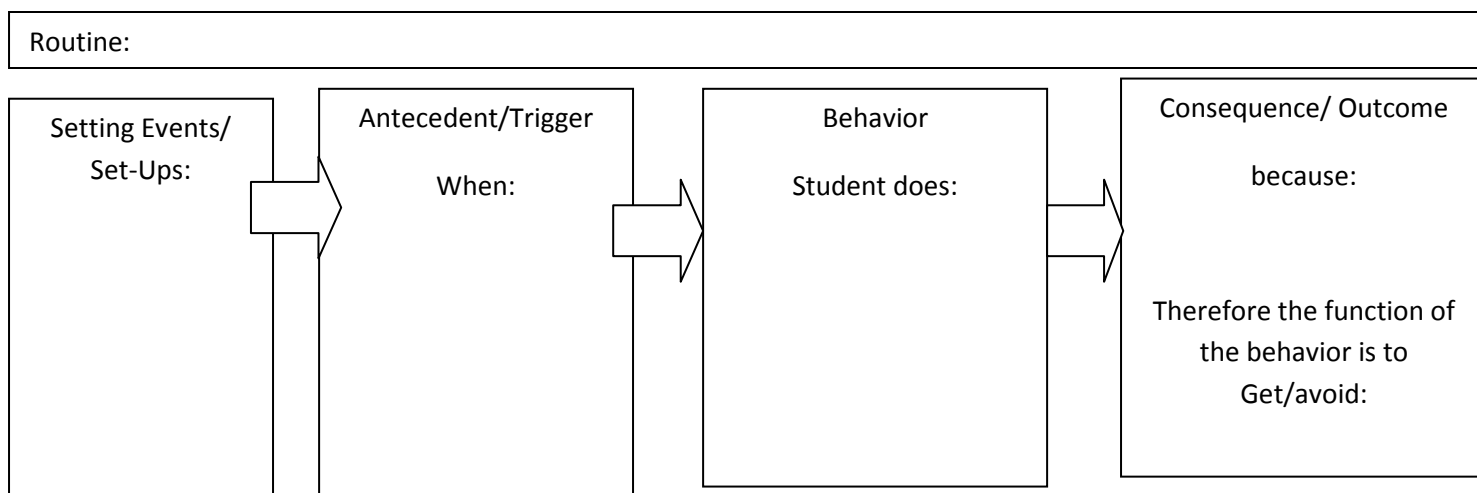 Routine:
Setting Events/
Set-Ups:
Antecedent/Trigger
When:
Behavior
Student does:
Consequence/ Outcome
because:
Therefore the function of
the behavior is to
Get/avoid: